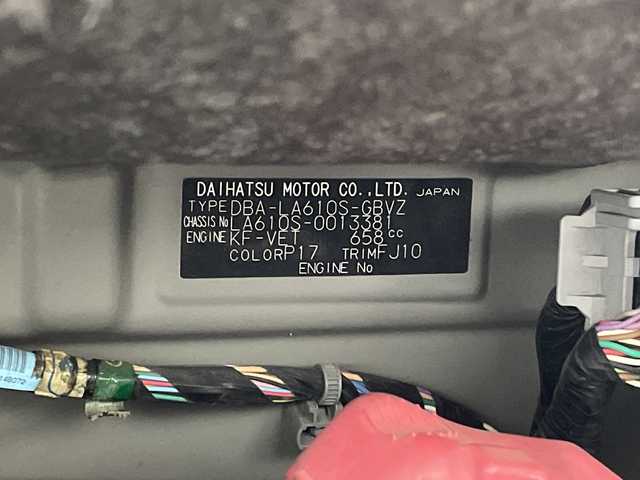 DAIHATSU MOTOR CO.,LTD. JAPAN
TYPE DBA-LA610S-GBVZ
CHASSIS No LA610S-0013381
ENGINE KF-VET 658cc
COLOR P17 TRIM FJ10
ENGINE No